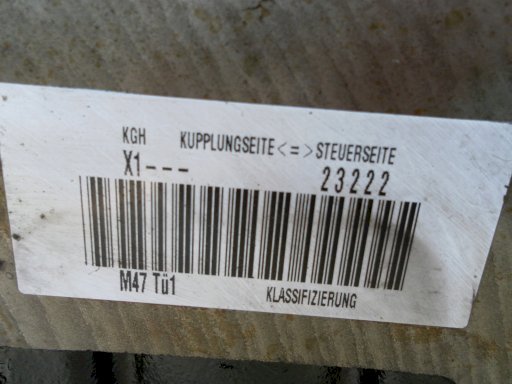 KGH KUPPLUNGSEITE <=> STEUERSEITE
X1--- 23222
M47 Tü1 KLASSIFIZIERUNG